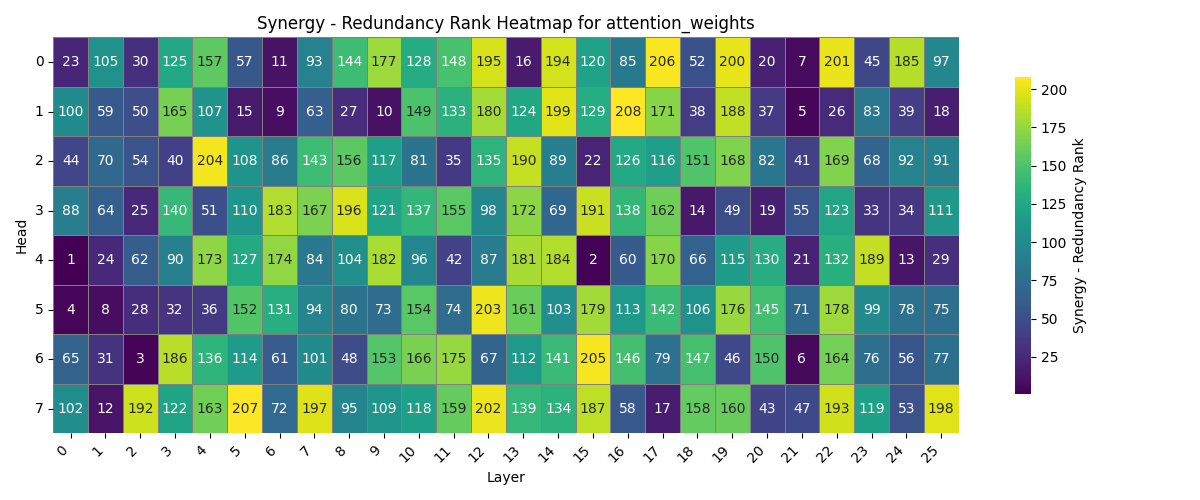 Synergy - Redundancy Rank Heatmap for attention_weights
Head
0 23 105 30 125 157 57 11 93 144 177 128 148 195 16 194 120 85 206 52 200 20 7 201 45 185 97
1 100 59 50 165 107 15 9 63 27 10 149 133 180 124 199 129 208 171 38 188 37 5 26 83 39 18
2 44 70 54 40 204 108 86 143 156 117 81 35 135 190 89 22 126 116 151 168 82 41 169 68 92 91
3 88 64 25 140 51 110 183 167 196 121 137 155 98 172 69 191 138 162 14 49 19 55 123 33 34 111
4 1 24 62 90 173 127 174 84 104 182 96 42 87 181 184 2 60 170 66 115 130 21 132 189 13 29
5 4 8 28 32 36 152 131 94 80 73 154 74 203 161 103 179 113 142 106 176 145 71 178 99 78 75
6 65 31 3 186 136 114 61 101 48 153 166 175 67 112 141 205 146 79 147 46 150 6 164 76 56 77
7 102 12 192 122 163 207 72 197 95 109 118 159 202 139 134 187 58 17 158 160 43 47 193 119 53 198
0 1 2 3 4 5 6 7 8 9 10 11 12 13 14 15 16 17 18 19 20 21 22 23 24 25
Layer
200
175
150
125
100
75
50
25
Synergy - Redundancy Rank